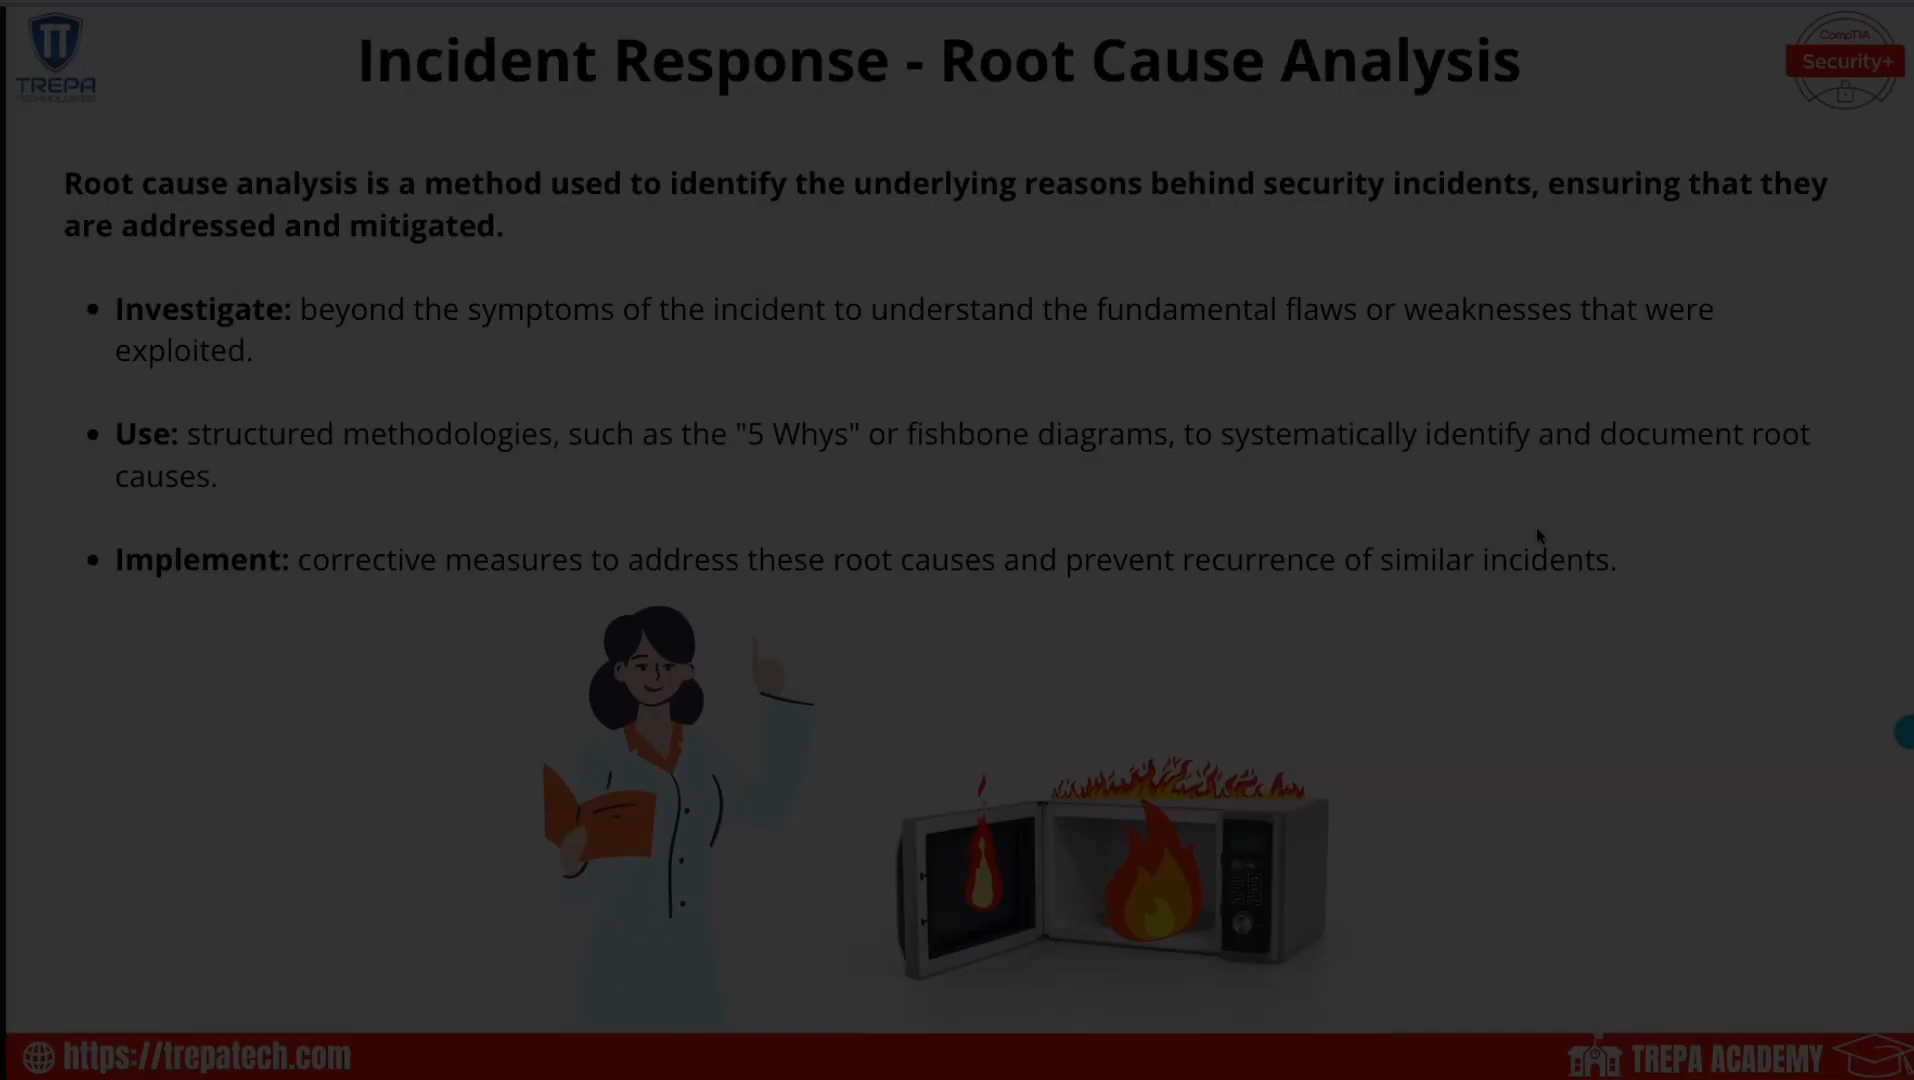 TREPA
TECHNOLOGIES
Incident Response - Root Cause Analysis
CompTIA
Security+
Root cause analysis is a method used to identify the underlying reasons behind security incidents, ensuring that they
are addressed and mitigated.
• Investigate: beyond the symptoms of the incident to understand the fundamental flaws or weaknesses that were
exploited.
• Use: structured methodologies, such as the "5 Whys" or fishbone diagrams, to systematically identify and document root
causes.
• Implement: corrective measures to address these root causes and prevent recurrence of similar incidents.
https://trepatech.com
TREPA ACADEMY